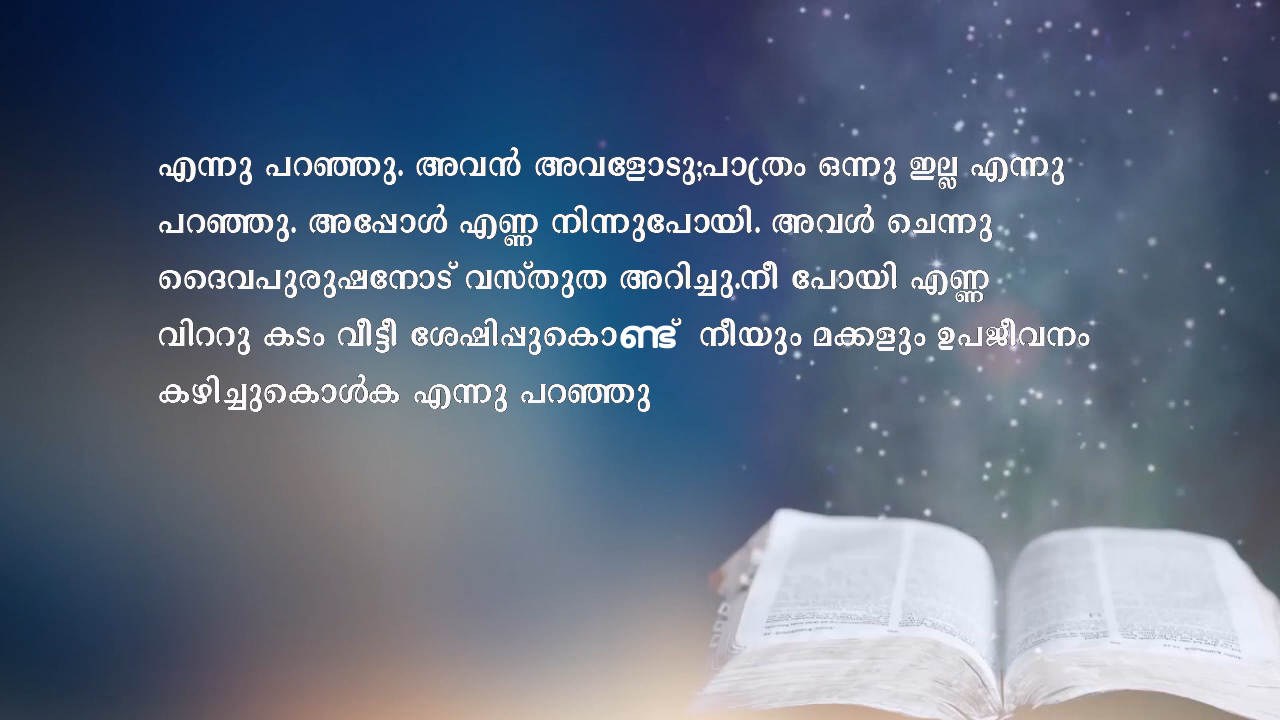 എന്നു പറഞ്ഞു. അവൻ അവളോടു;പാത്രം ഒന്നു ഇല്ല എന്നു
പറഞ്ഞു. അപ്പോൾ എണ്ണ നിന്നുപോയി. അവൾ ചെന്നു
ദൈവപുരുഷനോട് വസ്തുത അറിച്ചു.നീ പോയി എണ്ണ
വിററു കടം വീട്ടീ ശേഷിപ്പുകൊണ്ട് നീയും മക്കളും ഉപജീവനം
കഴിച്ചുകൊൾക എന്നു പറഞ്ഞു